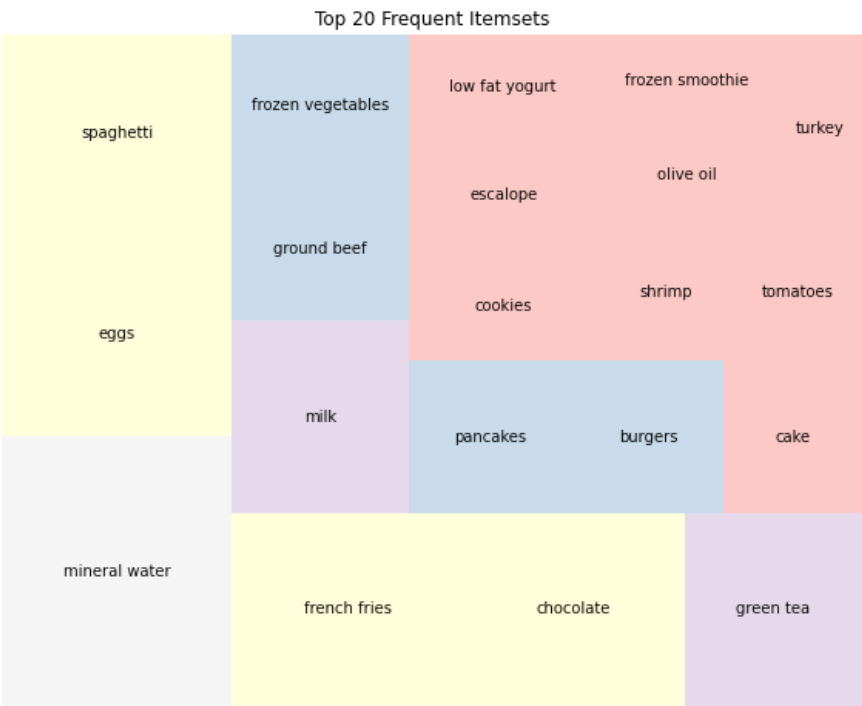 Top 20 Frequent Itemsets
spaghetti
eggs
mineral water
frozen vegetables
ground beef
milk
low fat yogurt
frozen smoothie
turkey
escalope
olive oil
cookies
shrimp
tomatoes
pancakes
burgers
cake
french fries
chocolate
green tea